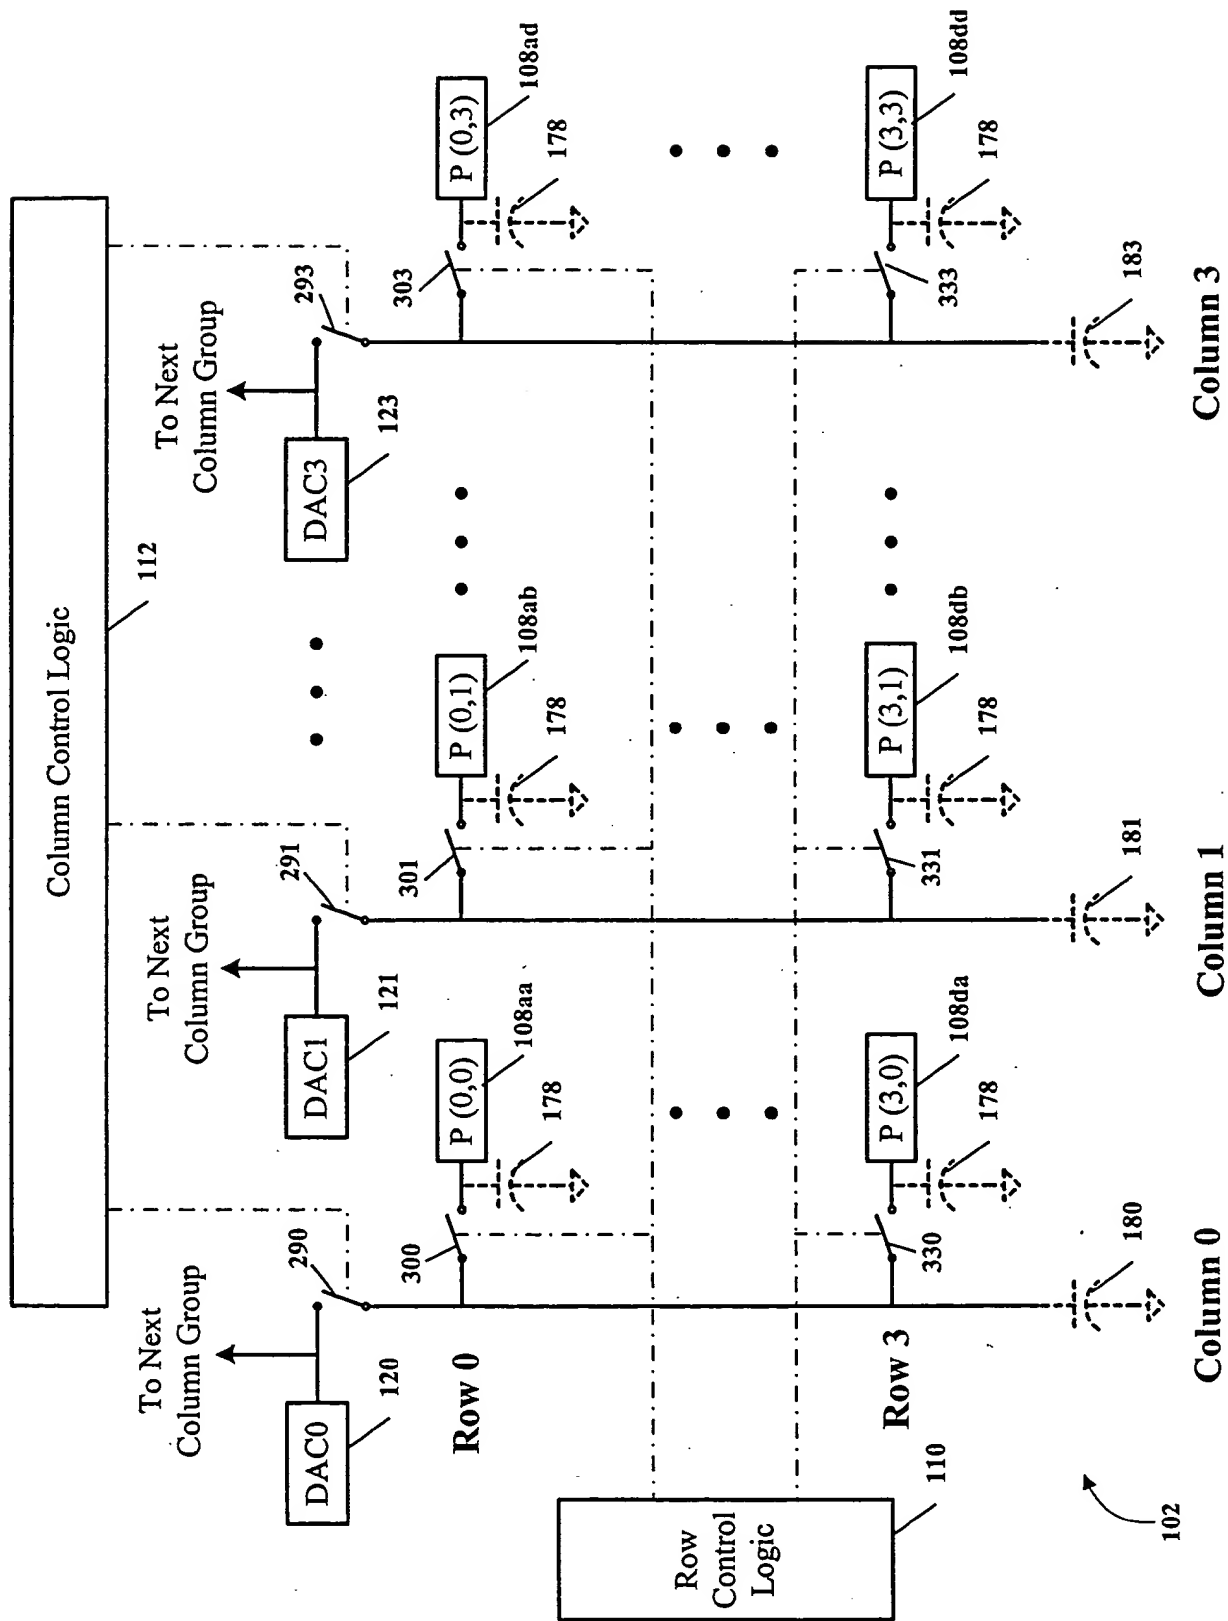 Column Control Logic
112
To Next
Column Group
To Next
Column Group
To Next
Column Group
290
291
293
DAC0
DAC1
DAC3
120
121
123
Row 0
300
P (0,0)
108aa
178
301
P (0,1)
108ab
178
303
P (0,3)
108ad
178
Row
Control
Logic
110
Row 3
330
P (3,0)
108da
178
331
P (3,1)
108db
178
333
P (3,3)
108dd
178
180
181
183
Column 0
Column 1
Column 3
102